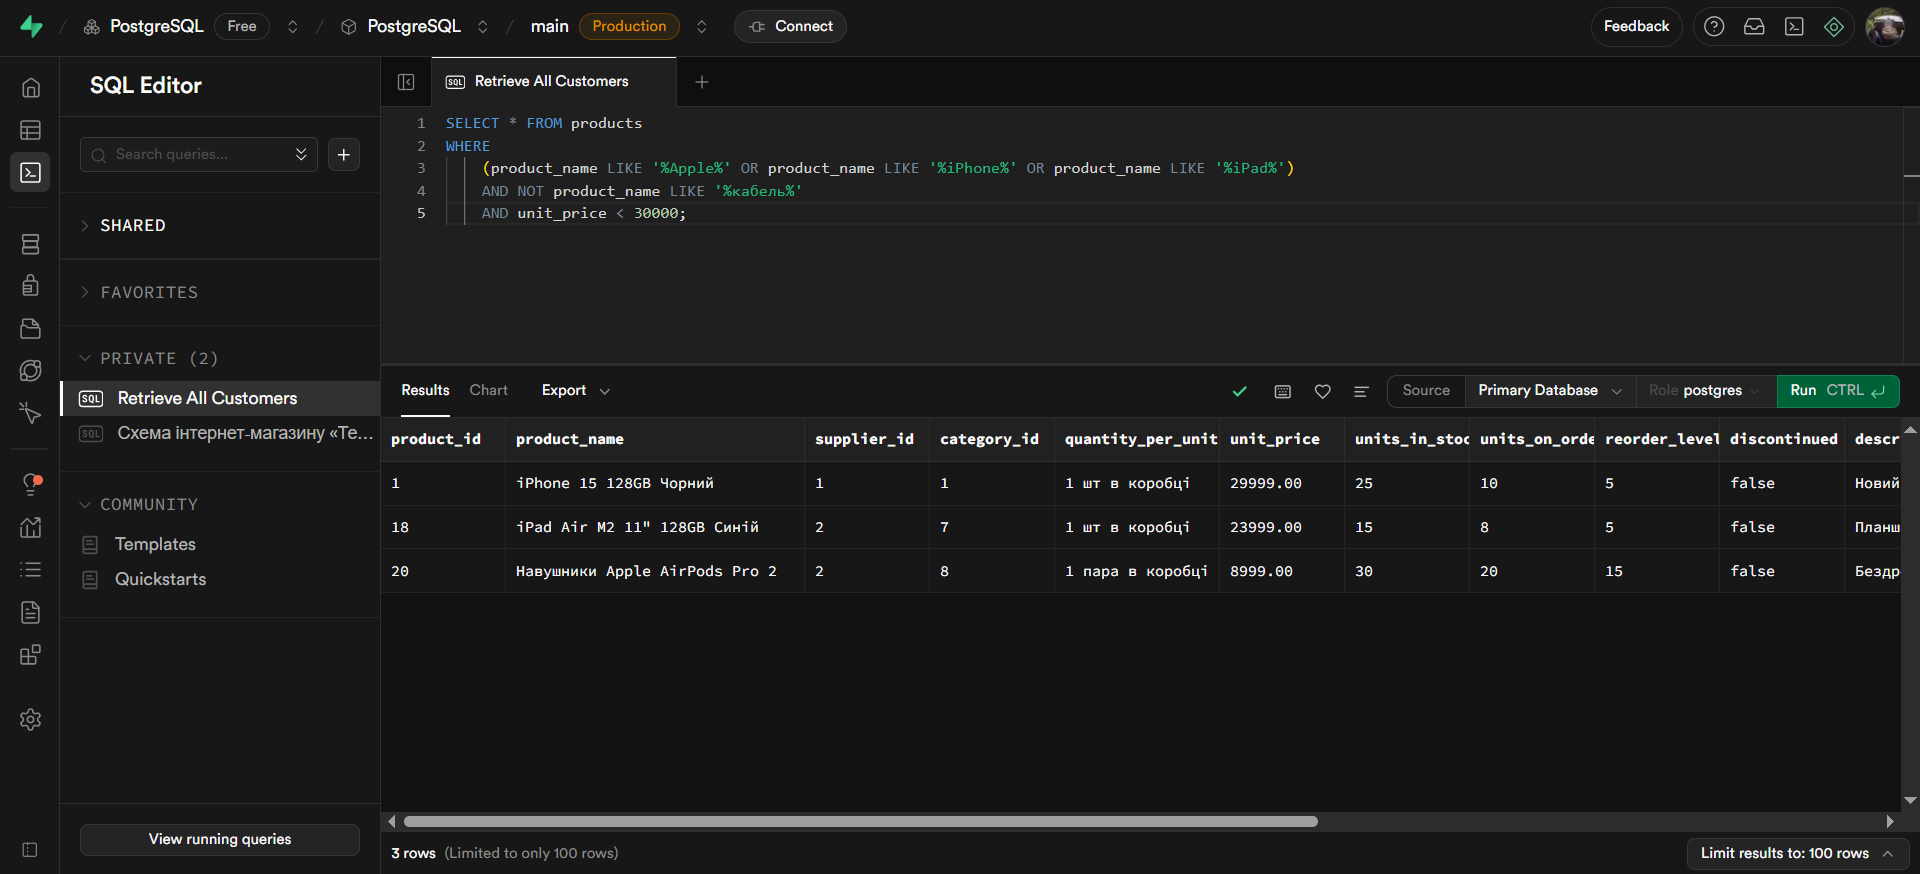 PostgreSQL Free / PostgreSQL / main Production Connect Feedback
SQL Editor
Retrieve All Customers
Search queries...
SHARED
FAVORITES
PRIVATE (2)
Retrieve All Customers
Схема інтернет-магазину «Те...
COMMUNITY
Templates
Quickstarts
View running queries
1 SELECT * FROM products
2 WHERE
3 (product_name LIKE '%Apple%' OR product_name LIKE '%iPhone%' OR product_name LIKE '%iPad%')
4 AND NOT product_name LIKE '%кабель%'
5 AND unit_price < 30000;
Results Chart Export Source Primary Database Role postgres Run CTRL
product_id product_name supplier_id category_id quantity_per_unit unit_price units_in_stoc units_on_orde reorder_level discontinued descr
1 iPhone 15 128GB Чорний 1 1 1 шт в коробці 29999.00 25 10 5 false Новий
18 iPad Air M2 11" 128GB Синій 2 7 1 шт в коробці 23999.00 15 8 5 false Планш
20 Навушники Apple AirPods Pro 2 2 8 1 пара в коробці 8999.00 30 20 15 false Бездр
3 rows (Limited to only 100 rows)
Limit results to: 100 rows